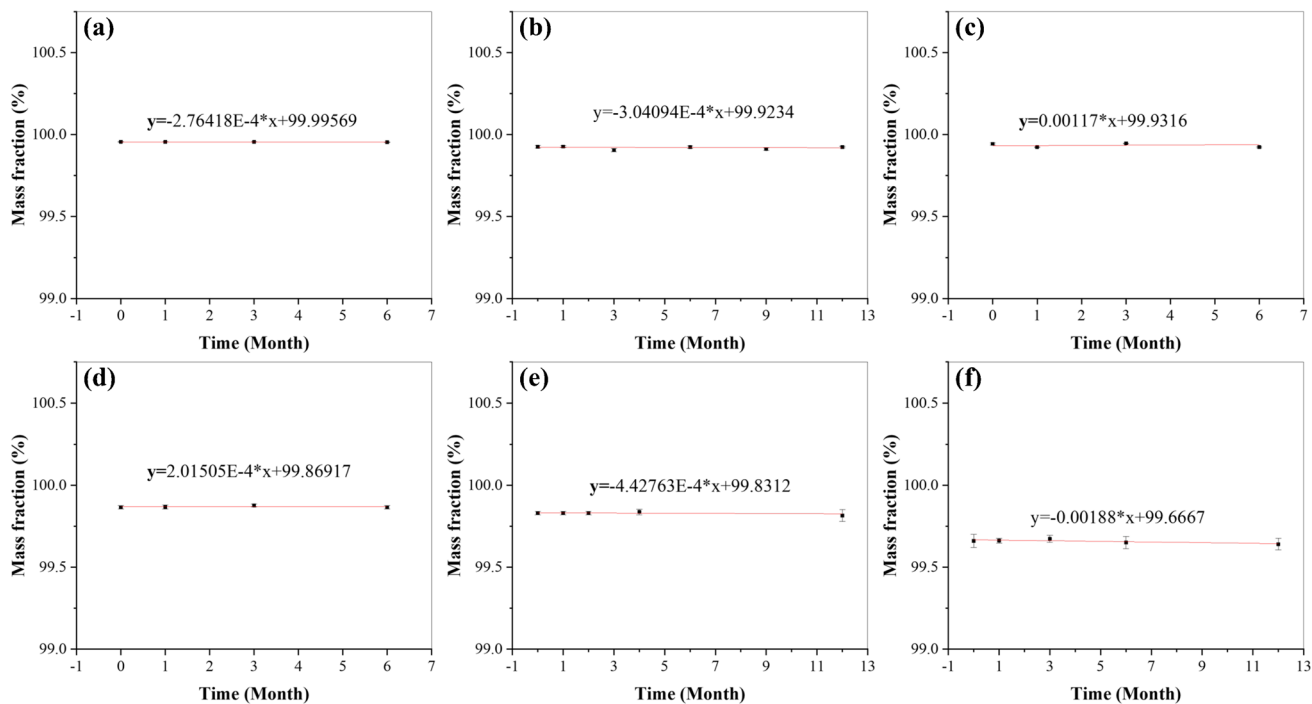 (a)
100.5
100.0
99.5
99.0
Mass fraction (%)
y=-2.76418E-4*x+99.99569
-1 0 1 2 3 4 5 6 7
Time (Month)
(b)
100.5
100.0
99.5
99.0
Mass fraction (%)
y=-3.04094E-4*x+99.9234
-1 1 3 5 7 9 11 13
Time (Month)
(c)
100.5
100.0
99.5
99.0
Mass fraction (%)
y=0.00117*x+99.9316
-1 0 1 2 3 4 5 6 7
Time (Month)
(d)
100.5
100.0
99.5
99.0
Mass fraction (%)
y=2.01505E-4*x+99.86917
-1 0 1 2 3 4 5 6 7
Time (Month)
(e)
100.5
100.0
99.5
99.0
Mass fraction (%)
y=-4.42763E-4*x+99.8312
-1 1 3 5 7 9 11 13
Time (Month)
(f)
100.5
100.0
99.5
99.0
Mass fraction (%)
y=-0.00188*x+99.6667
-1 1 3 5 7 9 11 13
Time (Month)